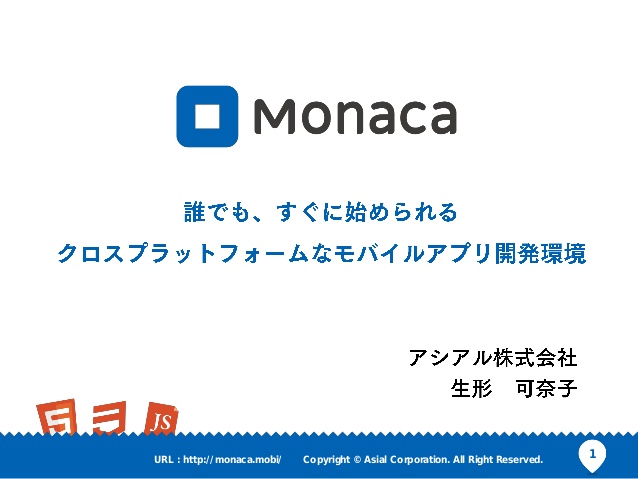 Monaca
誰でも、すぐに始められる
クロスプラットフォームなモバイルアプリ開発環境
アシアル株式会社
生形　可奈子
JS
URL : http://monaca.mobi/ Copyright © Asial Corporation. All Right Reserved.
1